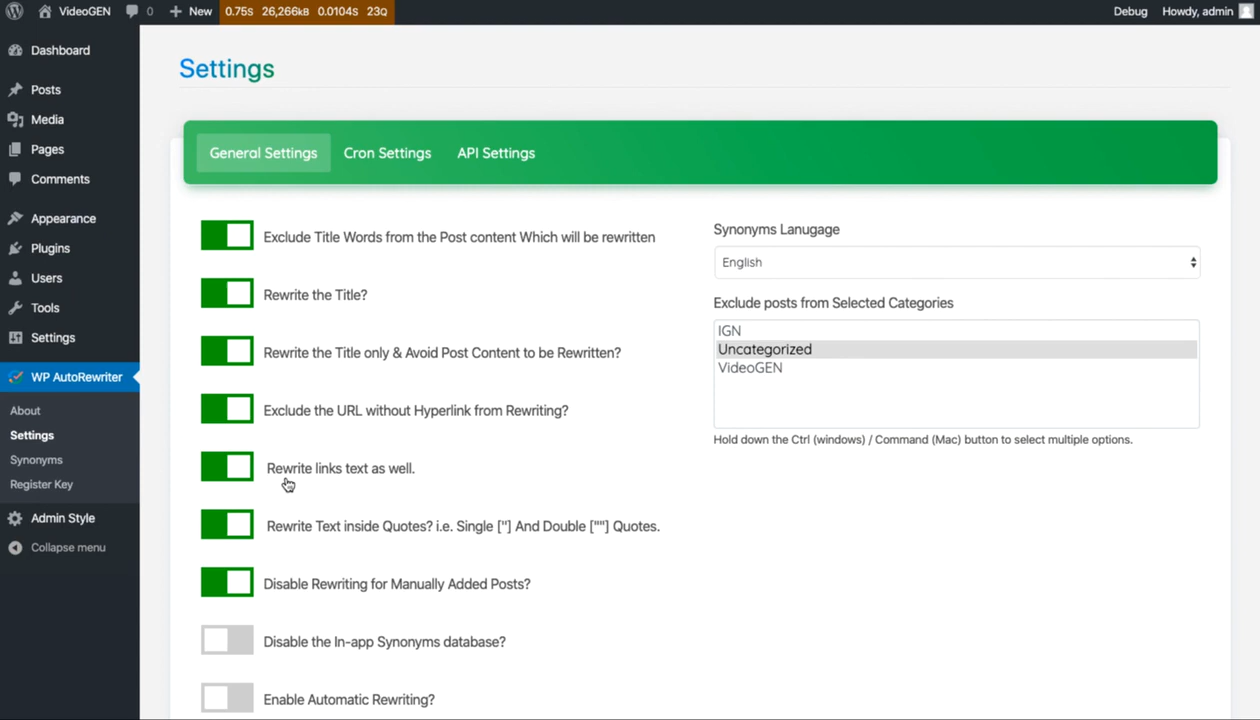 VideoGEN 0 New 0.75S 26,266KB 0.0104S 23Q Debug Howdy, admin
Dashboard
Posts
Media
Pages
Comments
Appearance
Plugins
Users
Tools
Settings
WP AutoRewriter
About
Settings
Synonyms
Register Key
Admin Style
Collapse menu
Settings
General Settings Cron Settings API Settings
Exclude Title Words from the Post content Which will be rewritten
Rewrite the Title?
Rewrite the Title only & Avoid Post Content to be Rewritten?
Exclude the URL without Hyperlink from Rewriting?
Rewrite links text as well.
Rewrite Text inside Quotes? i.e. Single [''] And Double [""] Quotes.
Disable Rewriting for Manually Added Posts?
Disable the In-app Synonyms database?
Enable Automatic Rewriting?
Synonyms Lanugage
English
Exclude posts from Selected Categories
IGN
Uncategorized
VideoGEN
Hold down the Ctrl (windows) / Command (Mac) button to select multiple options.